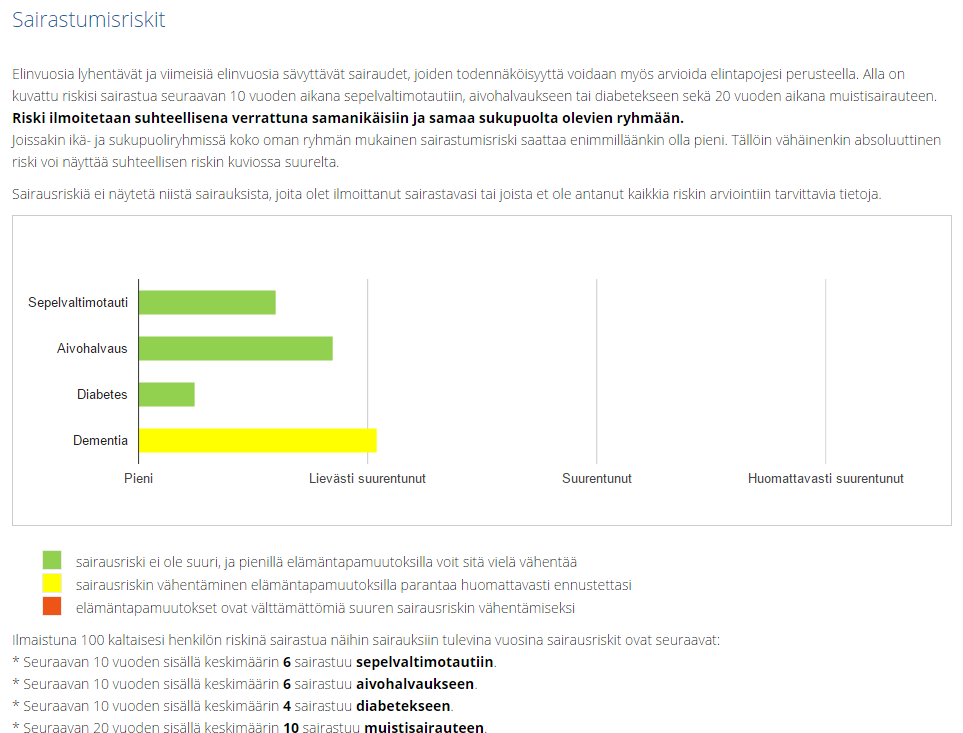 Sairastumisriskit
Elinvuosia lyhentävät ja viimeisiä elinvuosia sävyttävät sairaudet, joiden todennäköisyyttä voidaan myös arvioida elintapojesi perusteella. Alla on
kuvattu riskisi sairastua seuraavan 10 vuoden aikana sepelvaltimotautiin, aivohalvaukseen tai diabetekseen sekä 20 vuoden aikana muistisairauteen.
Riski ilmoitetaan suhteellisena verrattuna samanikäisiin ja samaa sukupuolta olevien ryhmään.
Joissakin ikä- ja sukupuoliryhmissä koko oman ryhmän mukainen sairastumisriski saattaa enimmilläänkin olla pieni. Tällöin vähäinenkin absoluuttinen
riski voi näyttää suhteellisen riskin kuviossa suurelta.
Sairausriskiä ei näytetä niistä sairauksista, joita olet ilmoittanut sairastavasi tai joista et ole antanut kaikkia riskin arviointiin tarvittavia tietoja.
Sepelvaltimotauti
Aivohalvaus
Diabetes
Dementia
Pieni Lievästi suurentunut Suurentunut Huomattavasti suurentunut
sairausriski ei ole suuri, ja pienillä elämäntapamuutoksilla voit sitä vielä vähentää
sairausriskin vähentäminen elämäntapamuutoksilla parantaa huomattavasti ennustettasi
elämäntapamuutokset ovat välttämättömiä suuren sairausriskin vähentämiseksi
Ilmaistuna 100 kaltaisesi henkilön riskinä sairastua näihin sairauksiin tulevina vuosina sairausriskit ovat seuraavat:
* Seuraavan 10 vuoden sisällä keskimäärin 6 sairastuu sepelvaltimotautiin.
* Seuraavan 10 vuoden sisällä keskimäärin 6 sairastuu aivohalvaukseen.
* Seuraavan 10 vuoden sisällä keskimäärin 4 sairastuu diabetekseen.
* Seuraavan 20 vuoden sisällä keskimäärin 10 sairastuu muistisairauteen.